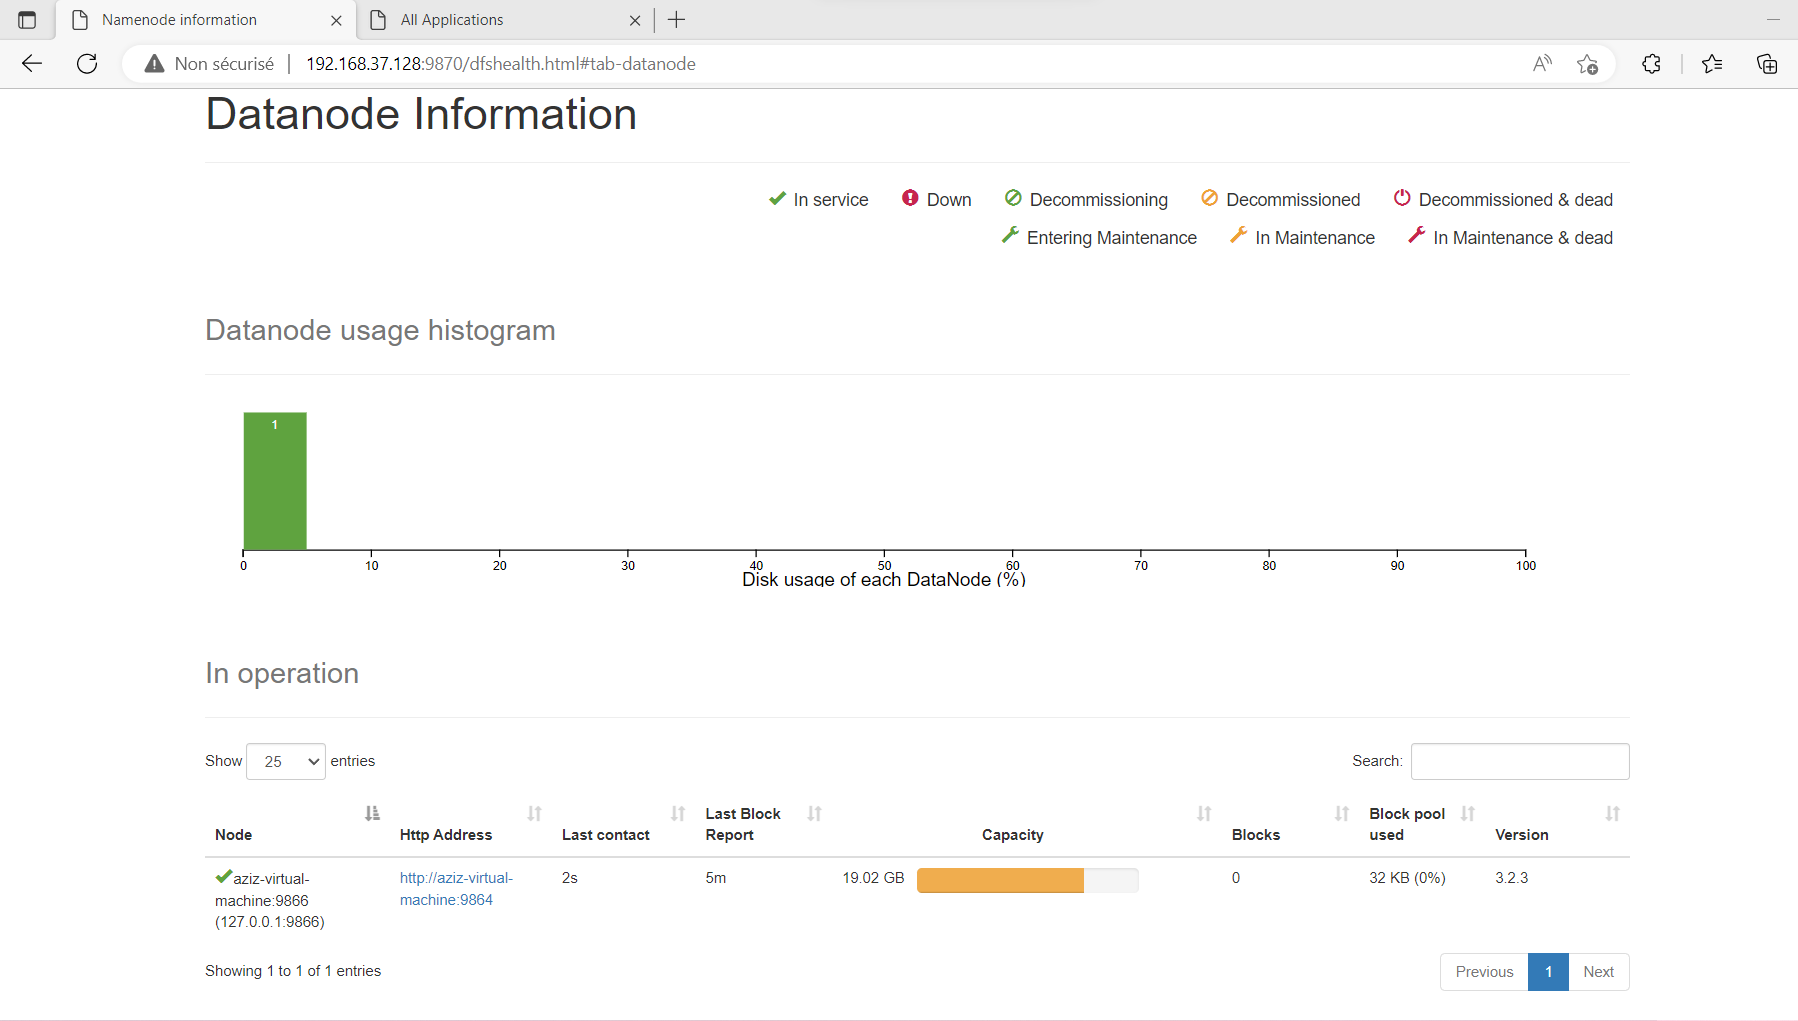 Namenode information
All Applications
Non sécurisé
192.168.37.128:9870/dfshealth.html#tab-datanode
Datanode Information
In service Down Decommissioning Decommissioned Decommissioned & dead
Entering Maintenance In Maintenance In Maintenance & dead
Datanode usage histogram
1
0 10 20 30 40 50 60 70 80 90 100
Disk usage of each DataNode (%)
In operation
Show 25 entries Search:
Node Http Address Last contact Last Block Report Capacity Blocks Block pool used Version
aziz-virtual- http://aziz-virtual- 2s 5m 19.02 GB 0 32 KB (0%) 3.2.3
machine:9866 machine:9864
(127.0.0.1:9866)
Showing 1 to 1 of 1 entries Previous 1 Next